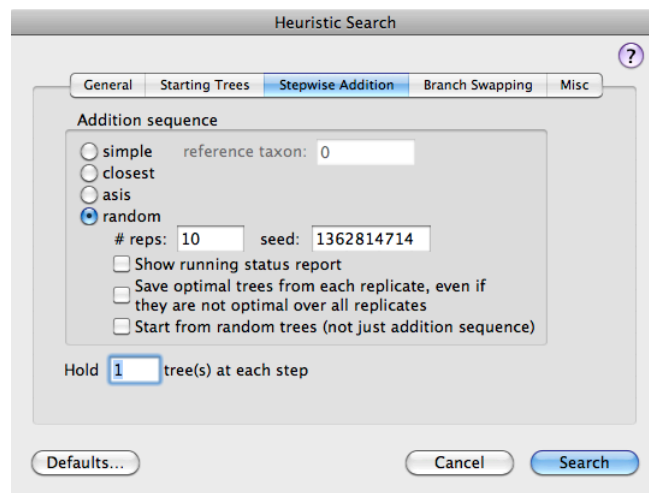 Heuristic Search
?
General Starting Trees Stepwise Addition Branch Swapping Misc
Addition sequence
simple reference taxon: 0
closest
asis
random
# reps: 10 seed: 1362814714
Show running status report
Save optimal trees from each replicate, even if
they are not optimal over all replicates
Start from random trees (not just addition sequence)
Hold 1 tree(s) at each step
Defaults... Cancel Search